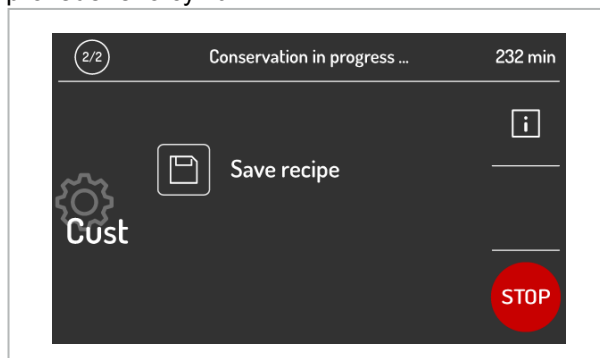 2/2
Conservation in progress ...
232 min
i
Save recipe
Cust
STOP